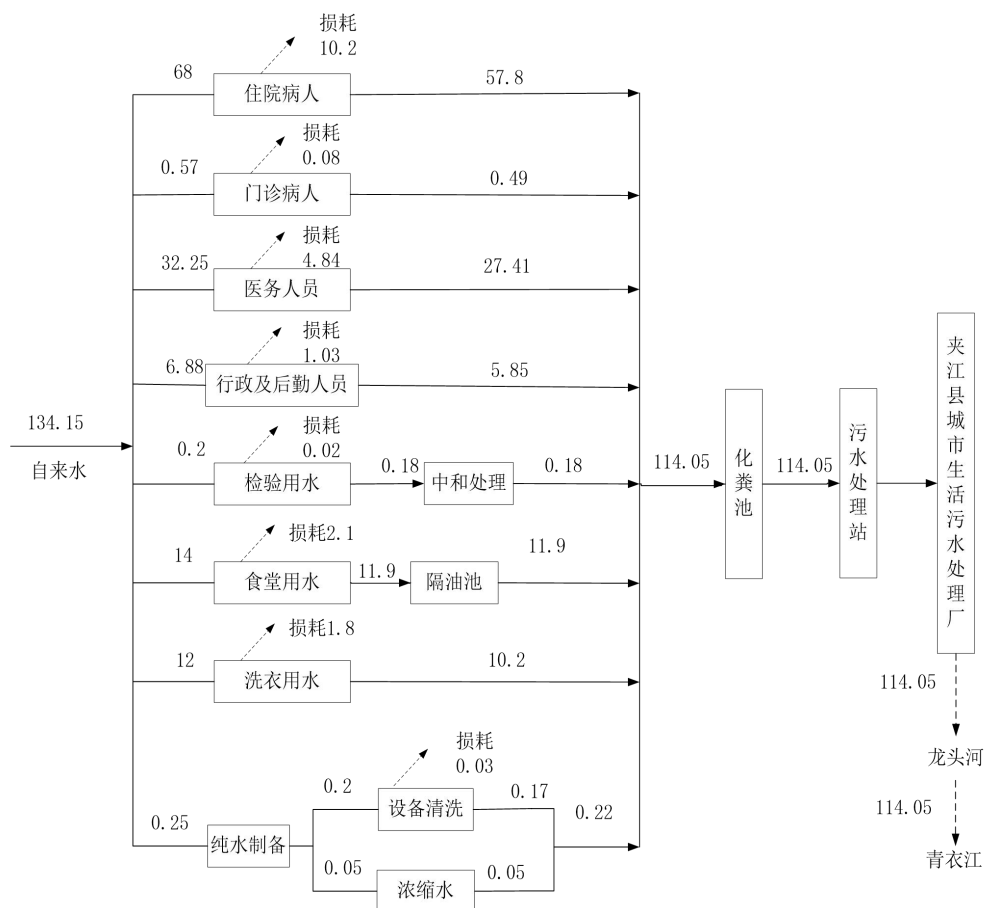 损耗
10.2
68
住院病人
57.8
损耗
0.08
0.57
门诊病人
0.49
损耗
4.84
32.25
医务人员
27.41
损耗
1.03
6.88
行政及后勤人员
5.85
134.15
自来水
损耗
0.02
0.2
检验用水
0.18
中和处理
0.18
114.05
化粪池
114.05
污水处理站
夹江县城市生活污水处理厂
损耗2.1
14
食堂用水
11.9
隔油池
11.9
损耗1.8
12
洗衣用水
10.2
114.05
龙头河
114.05
青衣江
损耗
0.03
0.2
设备清洗
0.17
0.22
0.25
纯水制备
0.05
浓缩水
0.05